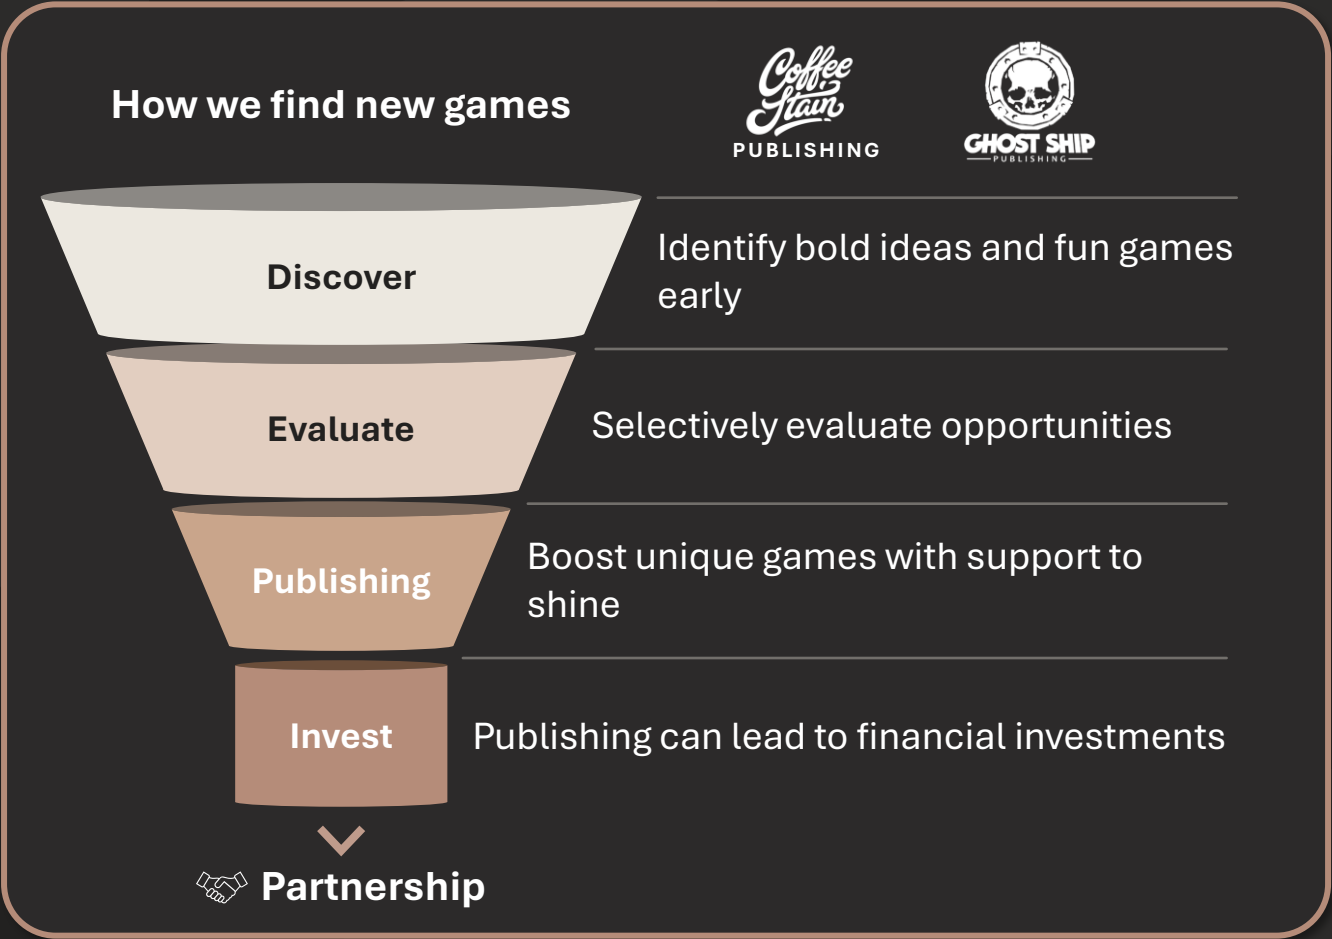 How we find new games
Coffee
Stain
PUBLISHING
GHOST SHIP
PUBLISHING
Discover
Identify bold ideas and fun games
early
Evaluate
Selectively evaluate opportunities
Publishing
Boost unique games with support to
shine
Invest
Publishing can lead to financial investments
Partnership